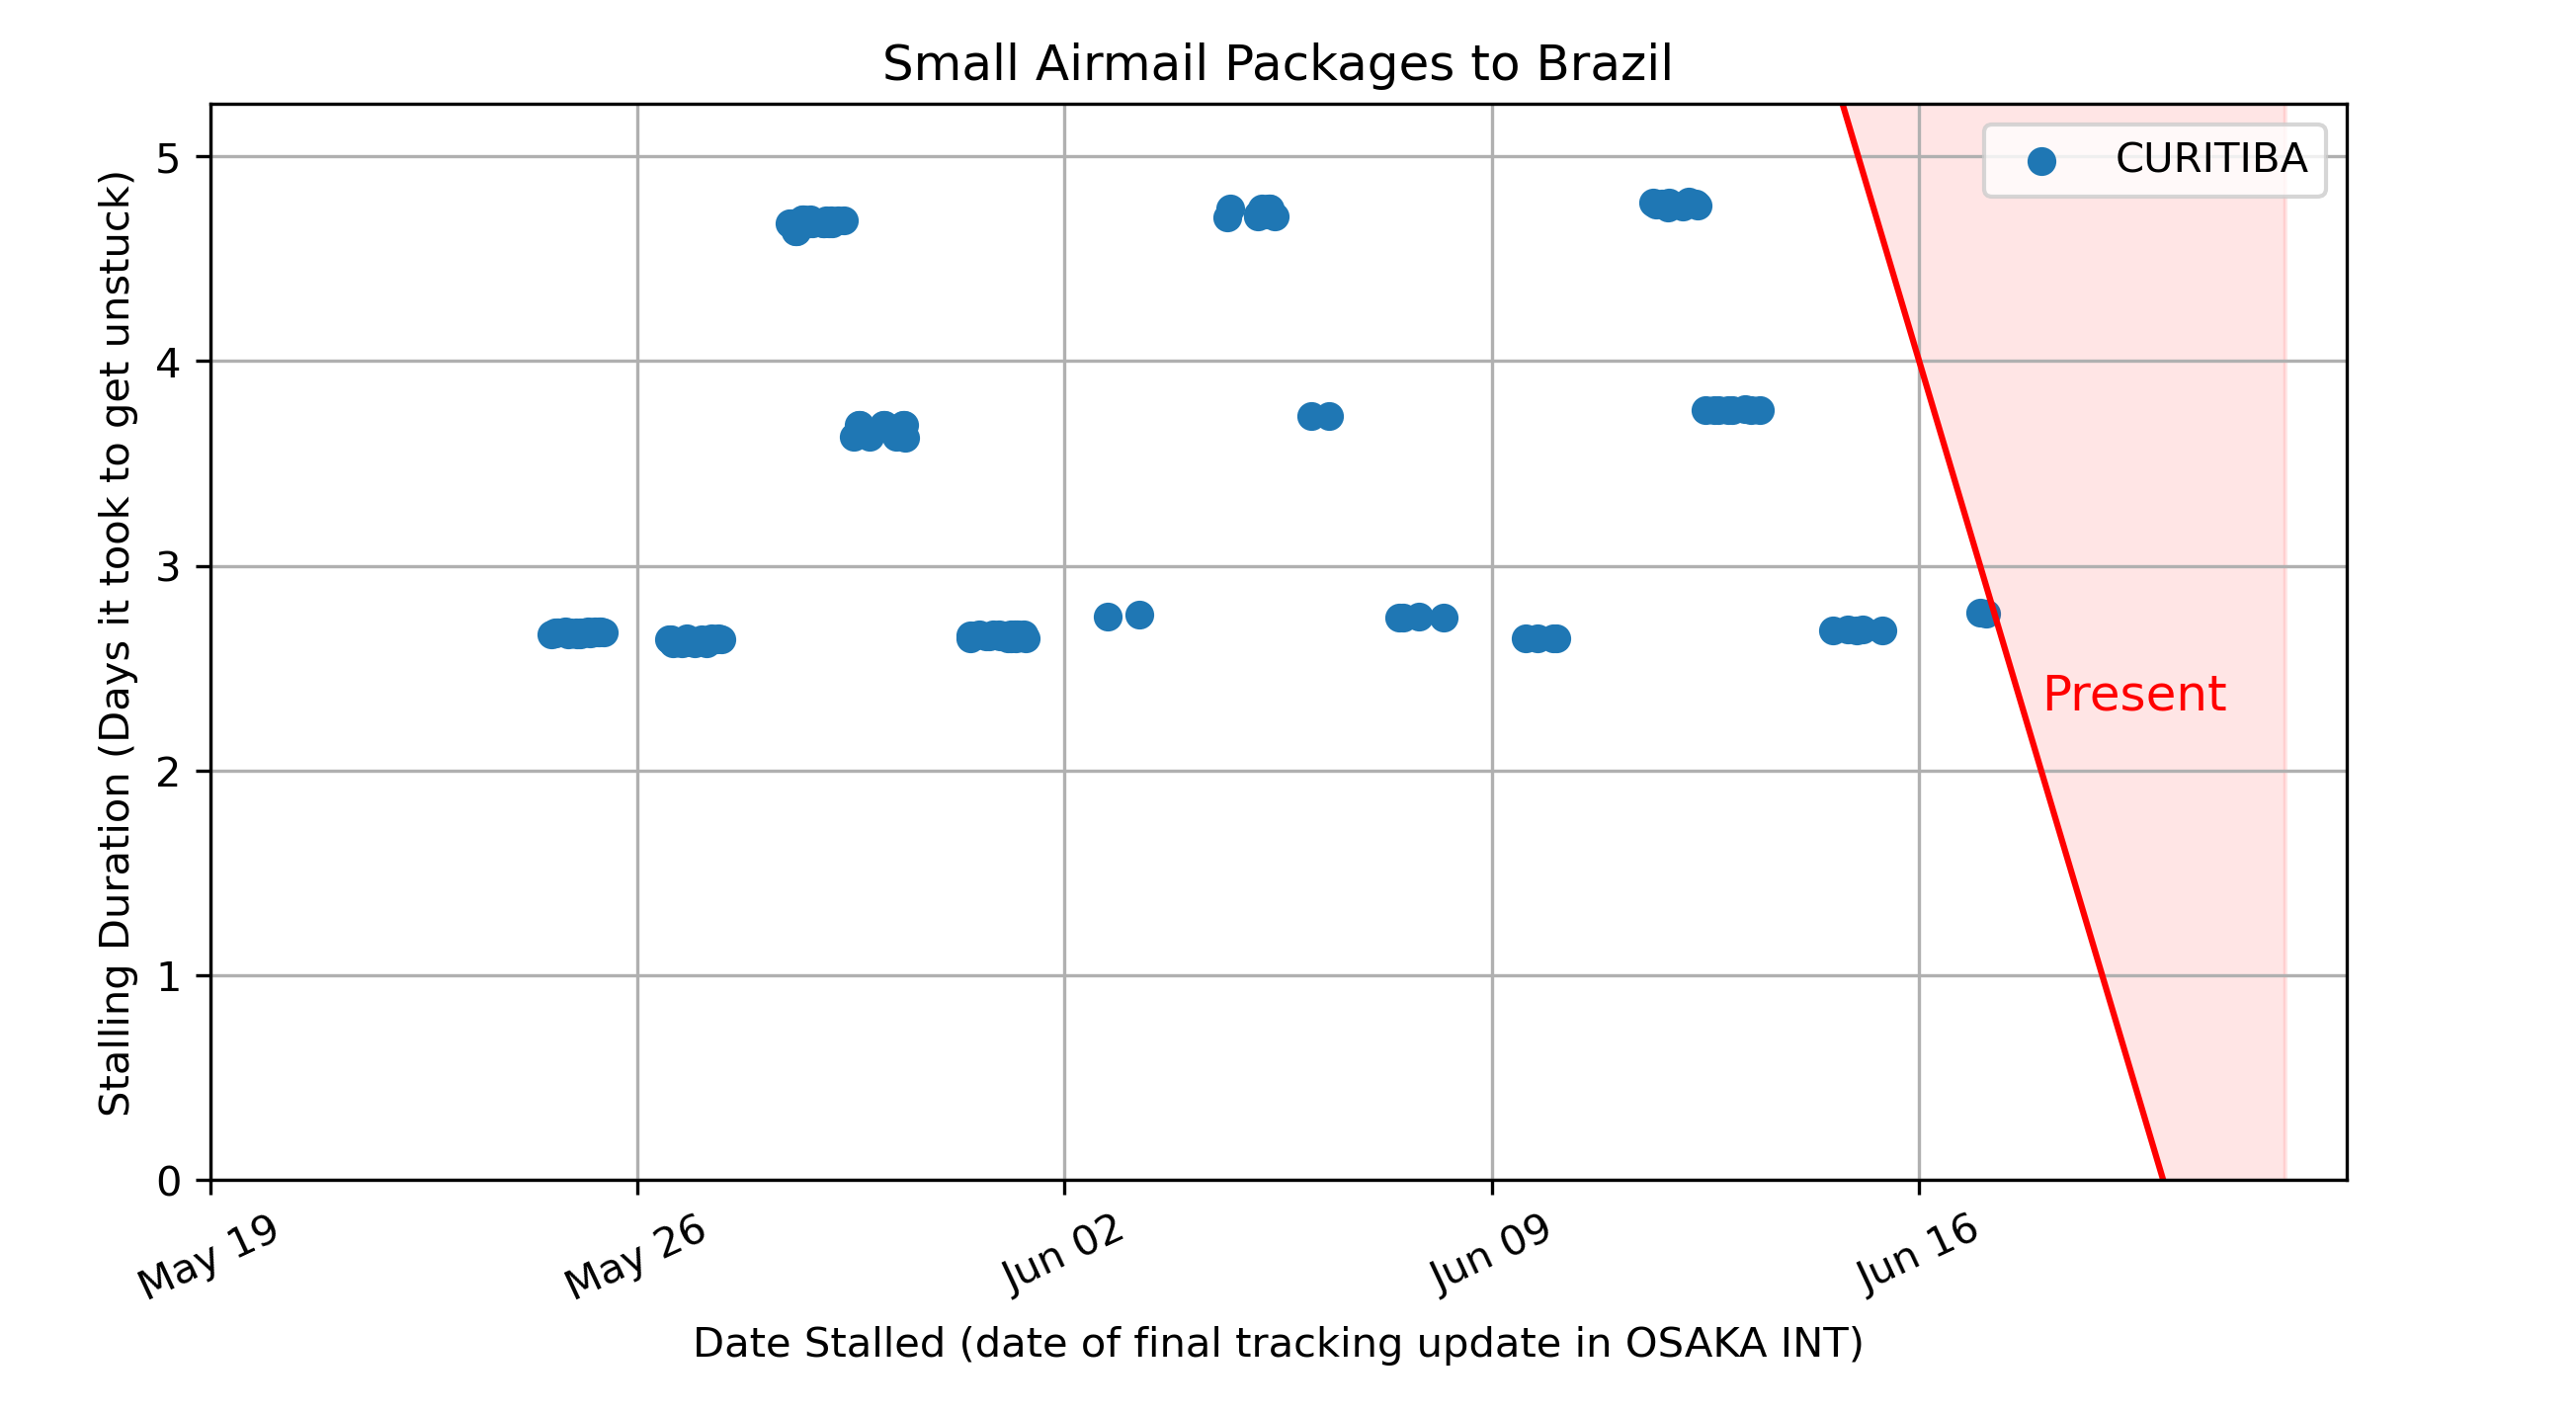 Small Airmail Packages to Brazil
Stalling Duration (Days it took to get unstuck)
5
4
3
2
1
0
CURITIBA
Present
May 19
May 26
Jun 02
Jun 09
Jun 16
Date Stalled (date of final tracking update in OSAKA INT)